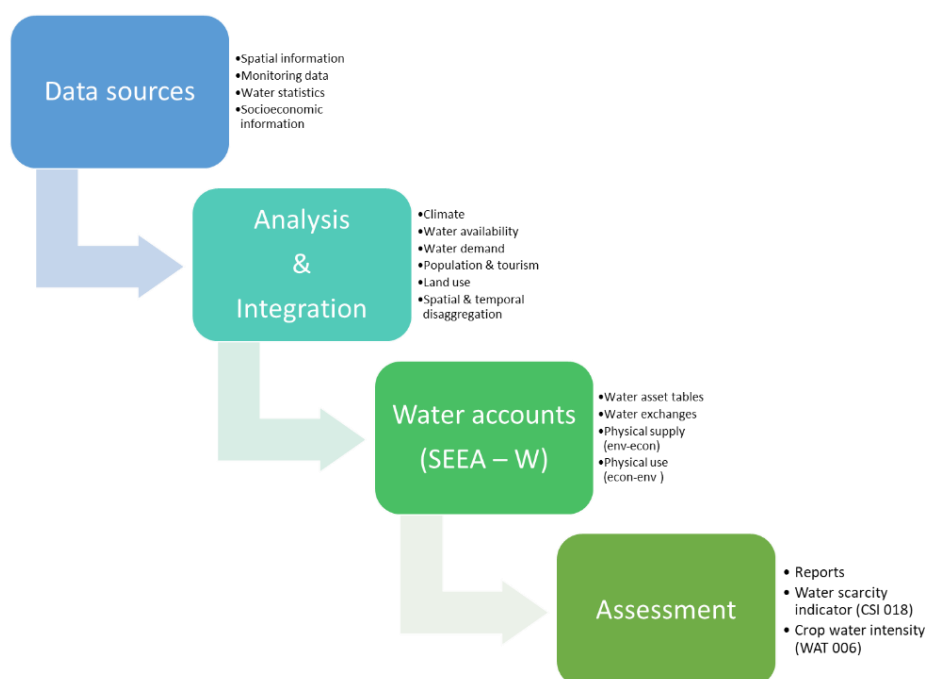 Data sources
•Spatial information
•Monitoring data
•Water statistics
•Socioeconomic
information
Analysis
&
Integration
•Climate
•Water availability
•Water demand
•Population & tourism
•Land use
•Spatial & temporal
disaggregation
Water accounts
(SEEA – W)
•Water asset tables
•Water exchanges
•Physical supply
(env-econ)
•Physical use
(econ-env )
Assessment
• Reports
• Water scarcity
indicator (CSI 018)
• Crop water intensity
(WAT 006)